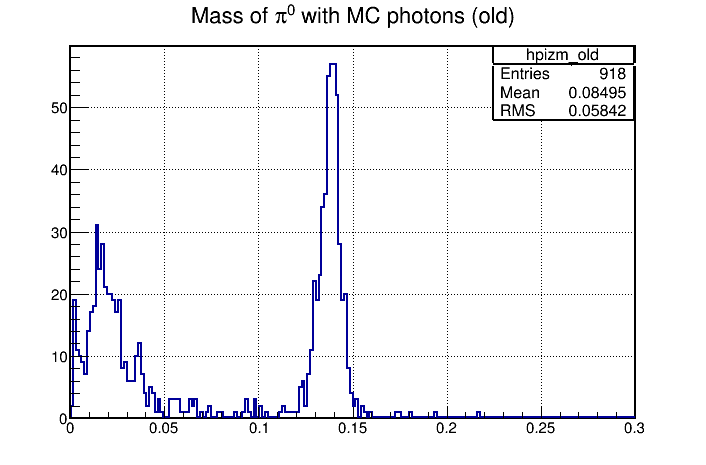 Mass of π⁰ with MC photons (old)
hpizm_old
Entries 918
Mean 0.08495
RMS 0.05842
50
40
30
20
10
0
0 0.05 0.1 0.15 0.2 0.25 0.3